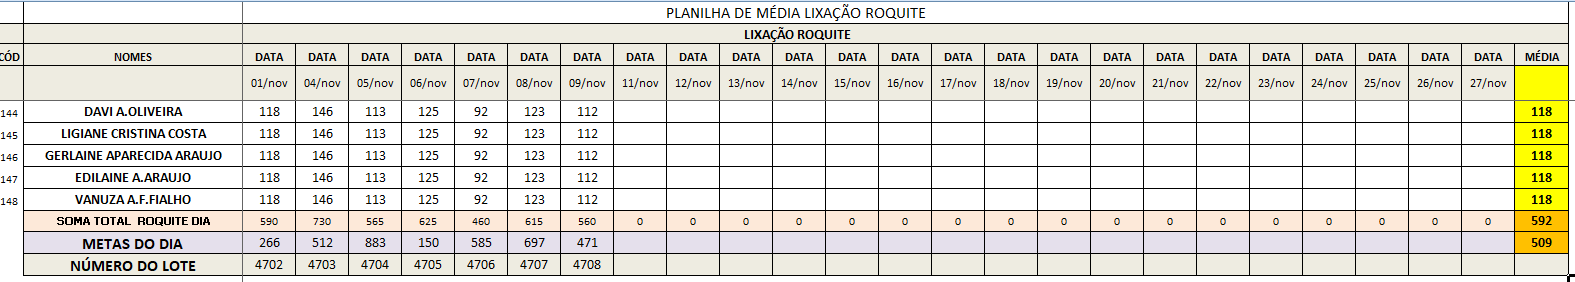 PLANILHA DE MÉDIA LIXAÇÃO ROQUITE
LIXAÇÃO ROQUITE
CÓD NOMES DATA DATA DATA DATA DATA DATA DATA DATA DATA DATA DATA DATA DATA DATA DATA DATA DATA DATA DATA DATA DATA DATA DATA DATA MÉDIA
01/nov 04/nov 05/nov 06/nov 07/nov 08/nov 09/nov 11/nov 12/nov 13/nov 14/nov 15/nov 16/nov 17/nov 18/nov 19/nov 20/nov 21/nov 22/nov 23/nov 24/nov 25/nov 26/nov 27/nov
144 DAVI A.OLIVEIRA 118 146 113 125 92 123 112 118
145 LIGIANE CRISTINA COSTA 118 146 113 125 92 123 112 118
146 GERLAINE APARECIDA ARAUJO 118 146 113 125 92 123 112 118
147 EDILAINE A.ARAUJO 118 146 113 125 92 123 112 118
148 VANUZA A.F.FIALHO 118 146 113 125 92 123 112 118
SOMA TOTAL ROQUITE DIA 590 730 565 625 460 615 560 0 0 0 0 0 0 0 0 0 0 0 0 0 0 0 0 0 592
METAS DO DIA 266 512 883 150 585 697 471 509
NÚMERO DO LOTE 4702 4703 4704 4705 4706 4707 4708